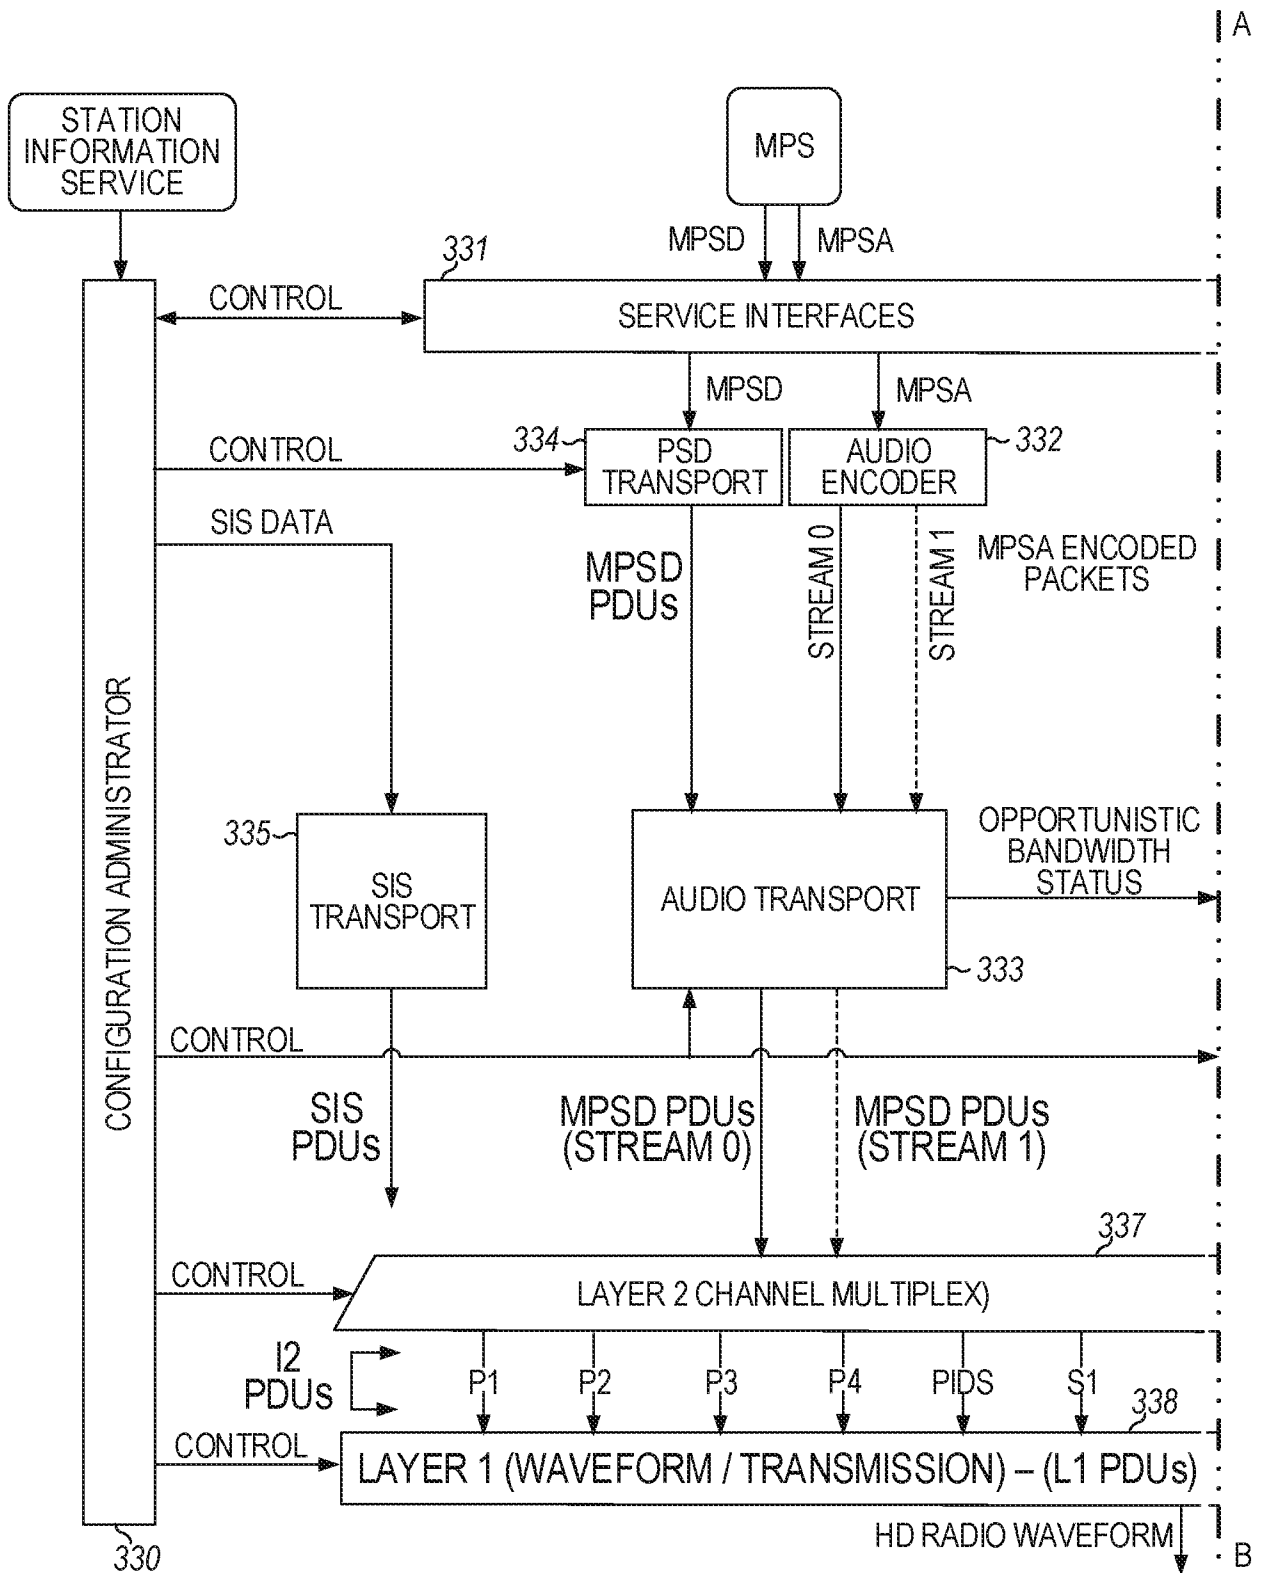 A
STATION
INFORMATION
SERVICE
MPS
MPSD
MPSA
331
CONTROL
SERVICE INTERFACES
MPSD
MPSA
334
PSD
TRANSPORT
AUDIO
ENCODER
332
CONTROL
SIS DATA
MPSD
PDUs
STREAM 0
STREAM 1
MPSA ENCODED
PACKETS
CONFIGURATION ADMINISTRATOR
335
SIS
TRANSPORT
AUDIO TRANSPORT
OPPORTUNISTIC
BANDWIDTH
STATUS
333
CONTROL
SIS
PDUs
MPSD PDUs
(STREAM 0)
MPSD PDUs
(STREAM 1)
337
CONTROL
LAYER 2 CHANNEL MULTIPLEX)
I2
PDUs
P1
P2
P3
P4
PIDS
S1
338
CONTROL
LAYER 1 (WAVEFORM / TRANSMISSION) – (L1 PDUs)
HD RADIO WAVEFORM
330
B